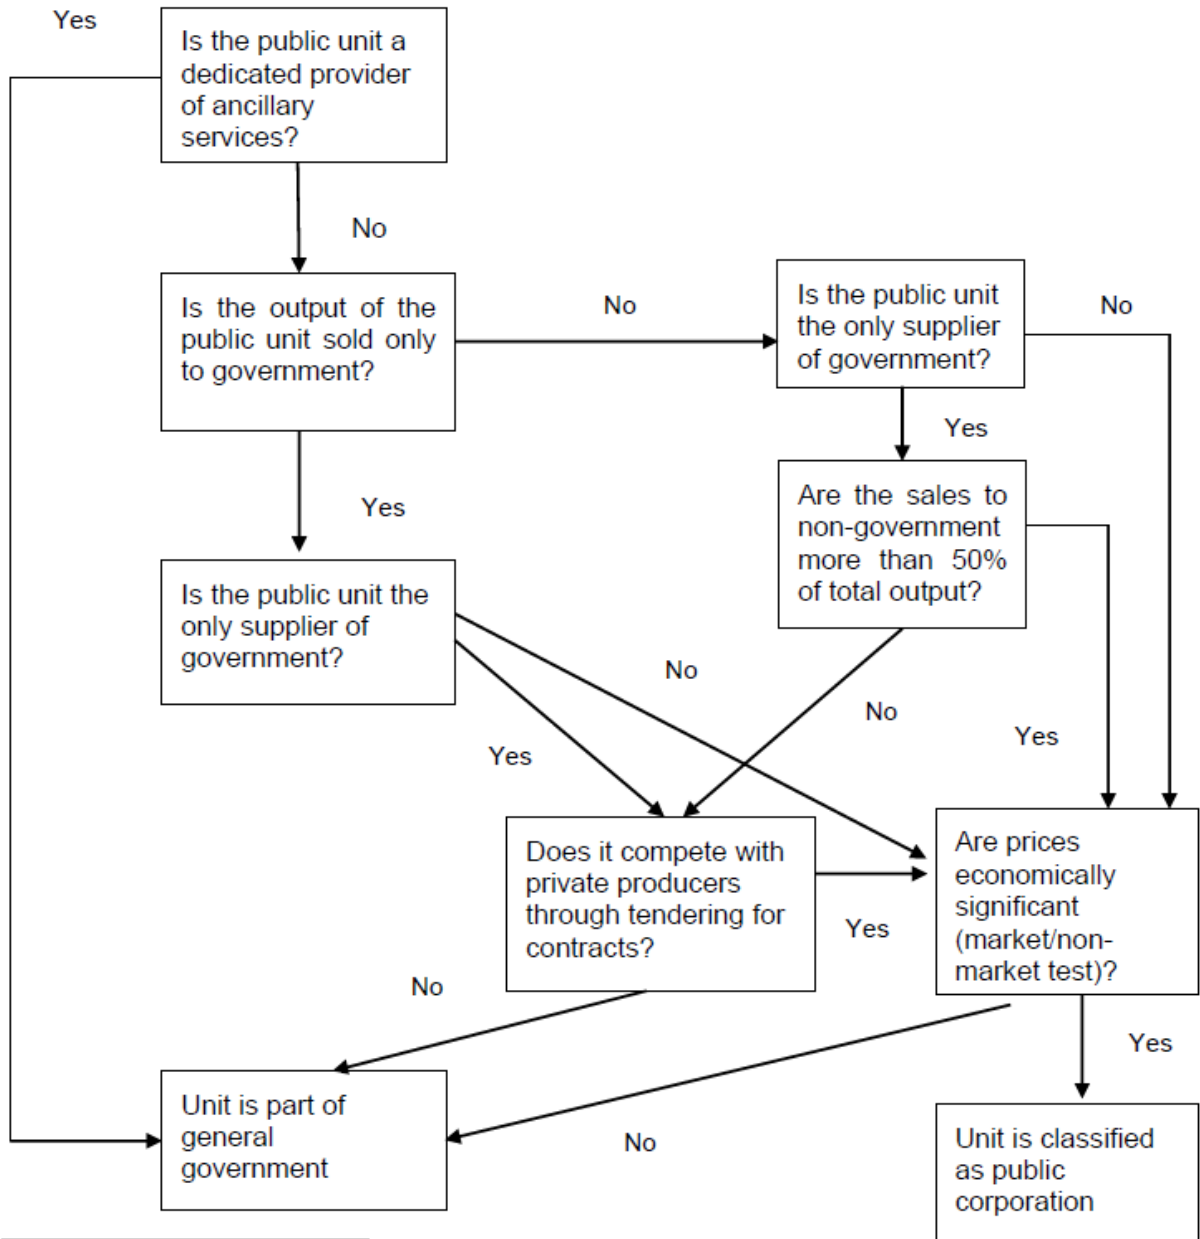 Yes
Is the public unit a
dedicated provider
of ancillary
services?
No
Is the output of the
public unit sold only
to government?
No
Is the public unit
the only supplier
of government?
No
Yes
Are the sales to
non-government
more than 50%
of total output?
Yes
Is the public unit the
only supplier of
government?
No
No
Yes
Yes
Does it compete with
private producers
through tendering for
contracts?
Yes
Are prices
economically
significant
(market/non-
market test)?
No
Yes
Unit is part of
general
government
No
Unit is classified
as public
corporation